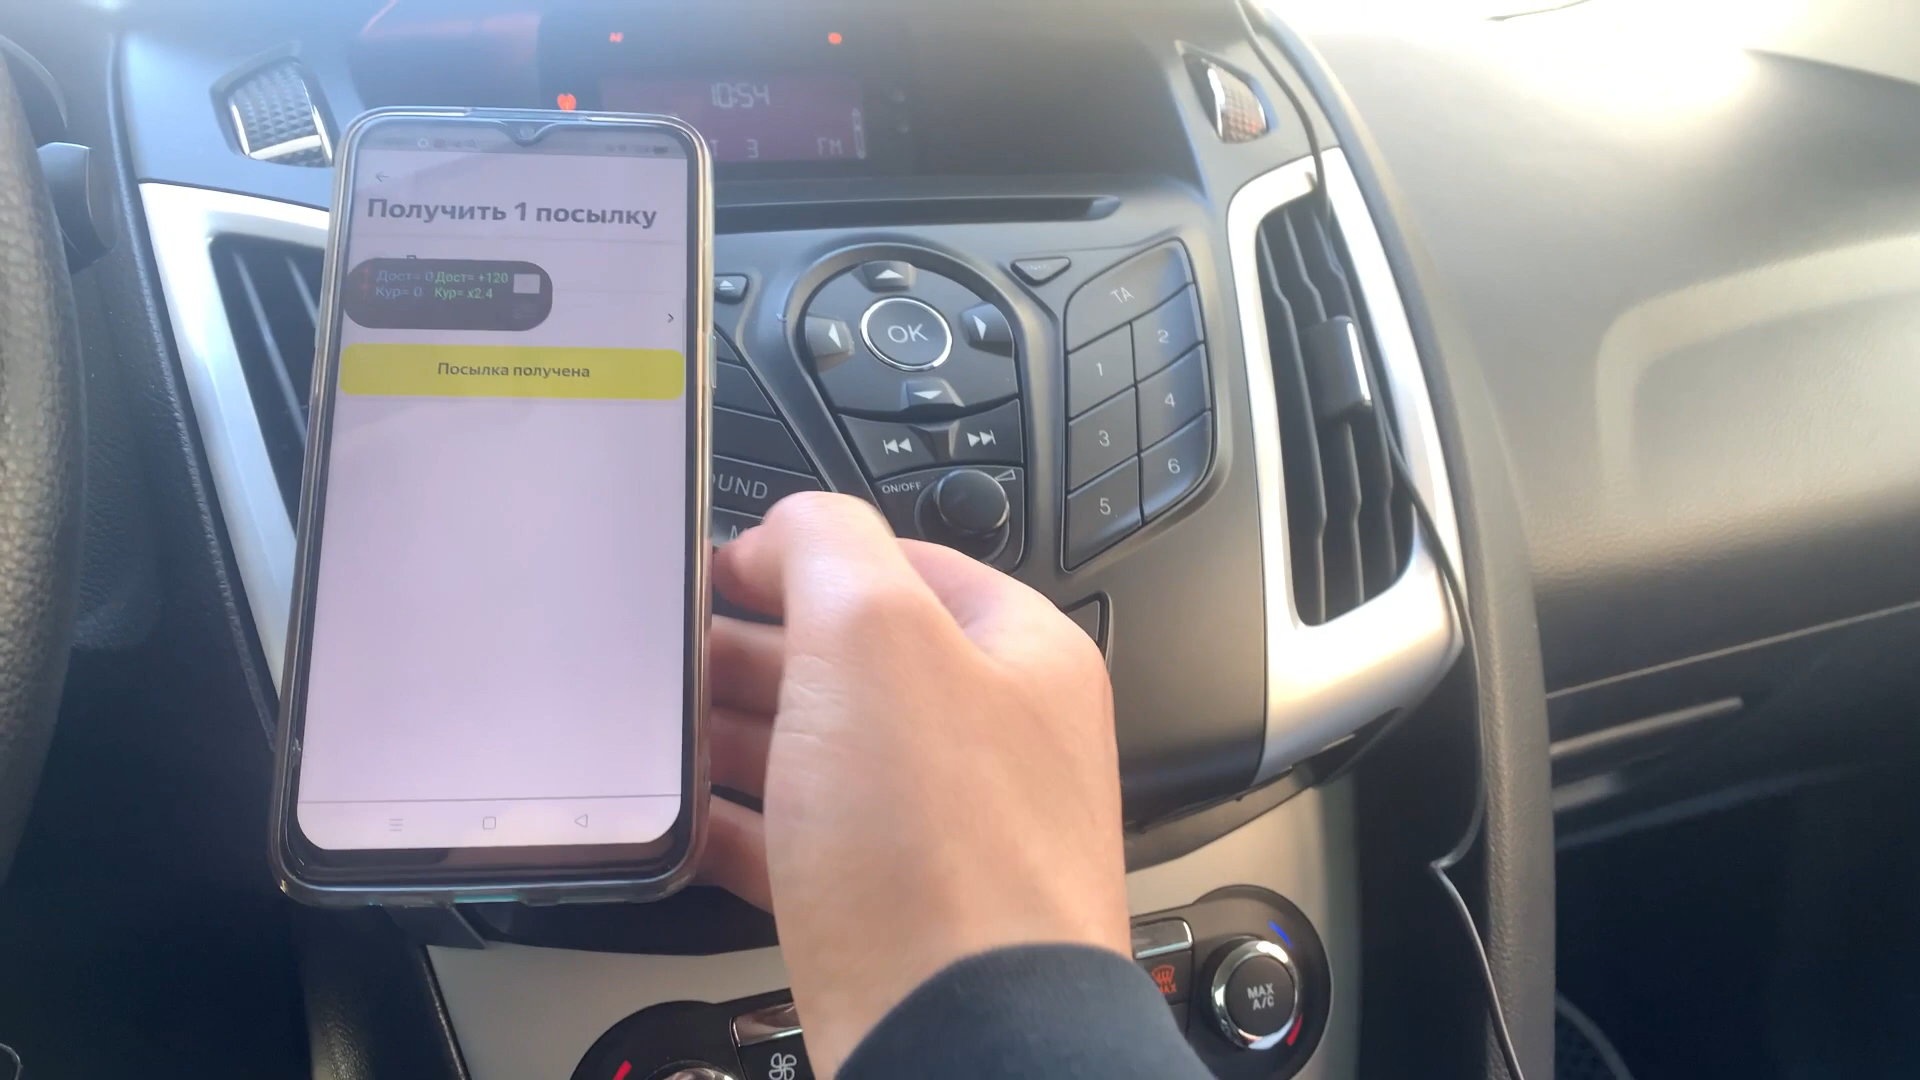 10:54
3 FM
Получить 1 посылку
Дост= 0 Дост= +120
Кур= 0 Кур= x2,4
Посылка получена
OK
TA
1
2
3
4
5
6
ON/OFF
MAX
A/C
MAX